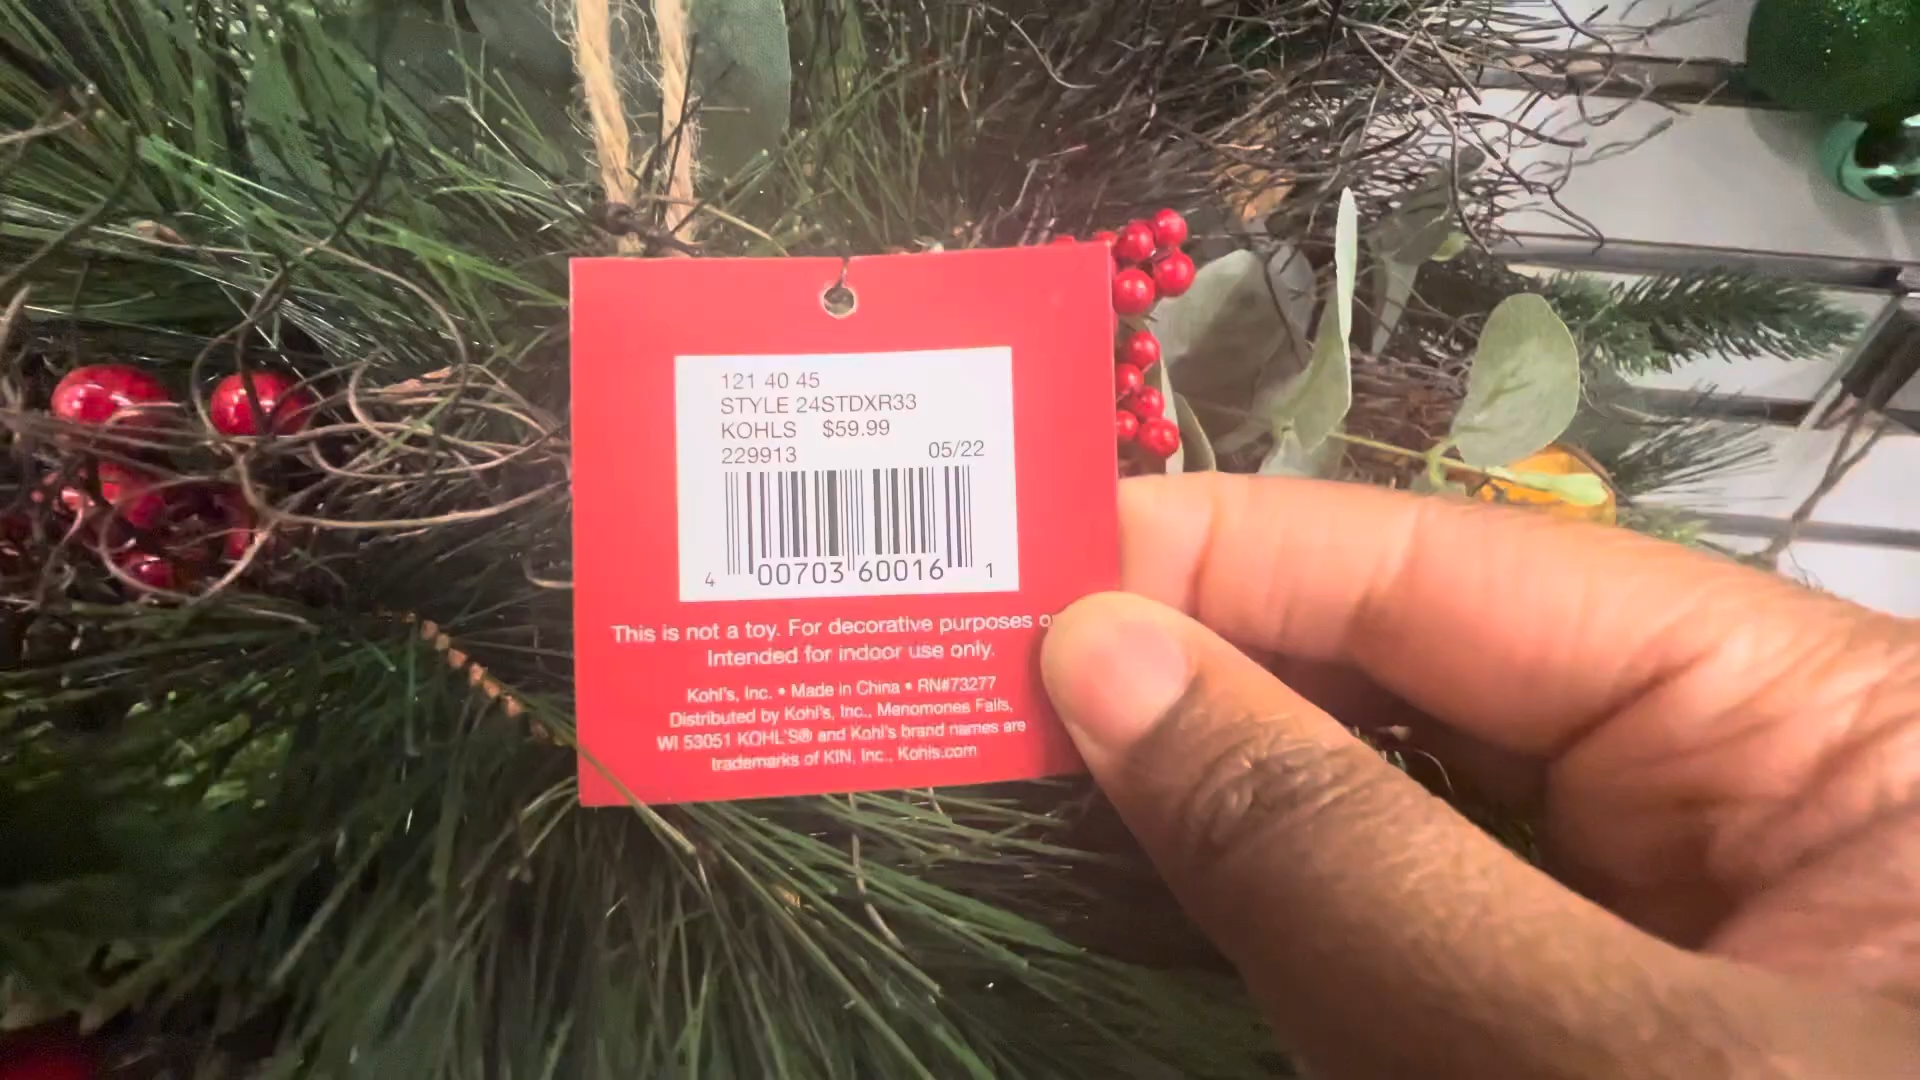 121 40 45
STYLE 24STDXR33
KOHLS $59.99
229913 05/22
4 00703 60016 1
This is not a toy. For decorative purposes
Intended for indoor use only.
Kohl's, Inc. • Made in China • RN#73277
Distributed by Kohl's, Inc., Menomonee Falls,
WI 53051 KOHL'S® and Kohl's brand names are
trademarks of KIN, Inc., Kohls.com